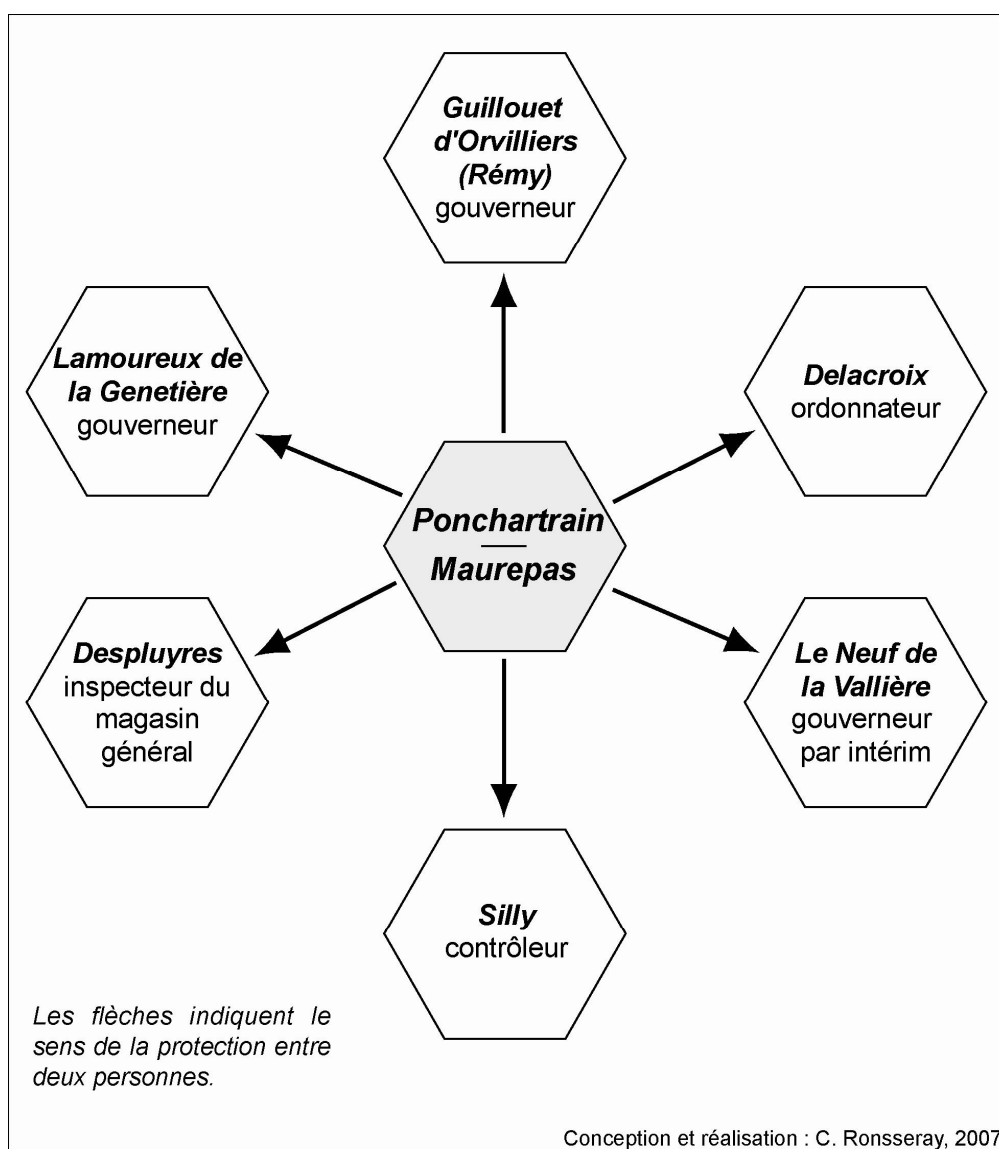 Guillouet
d'Orvilliers
(Rémy)
gouverneur
Lamoureux de
la Genetière
gouverneur
Delacroix
ordonnateur
Ponchartrain
Maurepas
Despluyres
inspecteur du
magasin
général
Le Neuf de
la Vallière
gouverneur
par intérim
Silly
contrôleur
Les flèches indiquent le
sens de la protection entre
deux personnes.
Conception et réalisation : C. Ronsseray, 2007